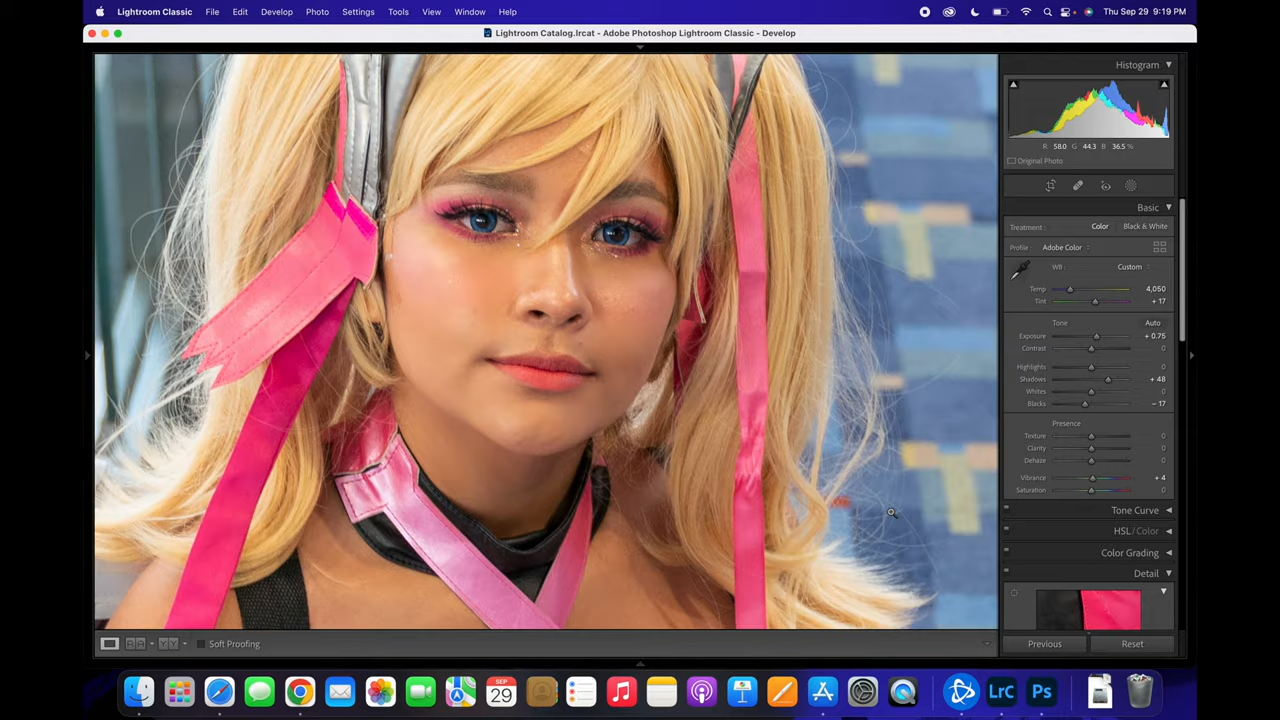 Lightroom Classic File Edit Develop Photo Settings Tools View Window Help Thu Sep 29 9:19 PM
Lightroom Catalog.lrcat - Adobe Photoshop Lightroom Classic - Develop
Histogram
R 58.0 G 44.3 B 36.5 %
Original Photo
Basic
Treatment: Color Black & White
Profile: Adobe Color
WB: Custom
Temp 4,050
Tint + 17
Tone Auto
Exposure + 0.75
Contrast 0
Highlights 0
Shadows + 48
Whites 0
Blacks – 17
Presence
Texture 0
Clarity 0
Dehaze 0
Vibrance + 4
Saturation 0
Tone Curve
HSL/Color
Color Grading
Detail
Soft Proofing
Previous Reset
SEP
29
LrC Ps